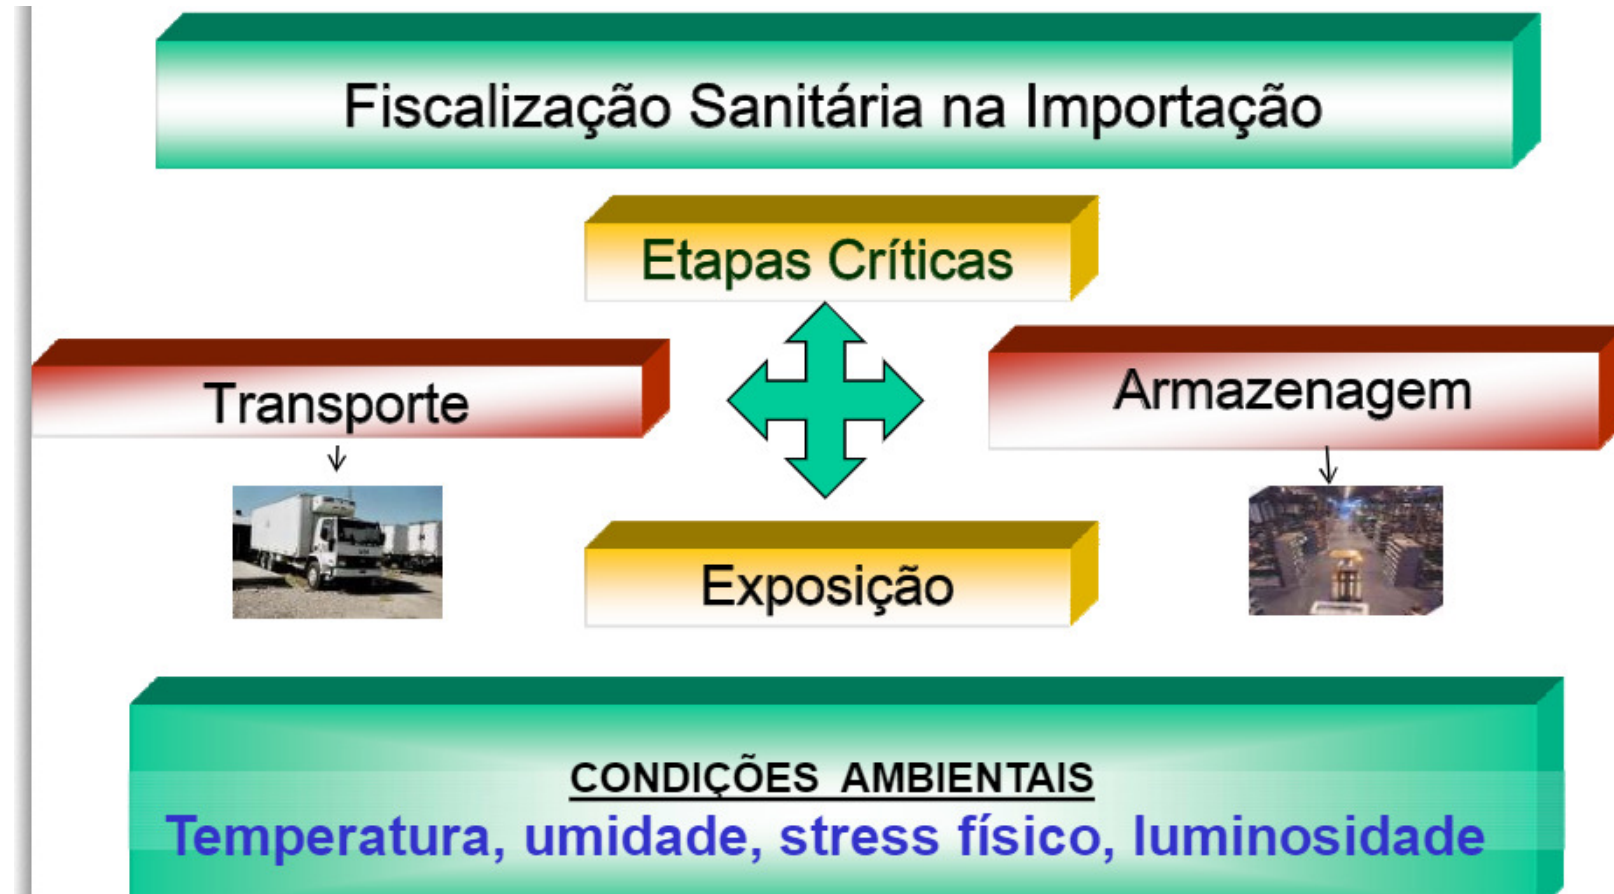 Fiscalização Sanitária na Importação
Etapas Críticas
Transporte
Armazenagem
Exposição
CONDIÇÕES AMBIENTAIS
Temperatura, umidade, stress físico, luminosidade